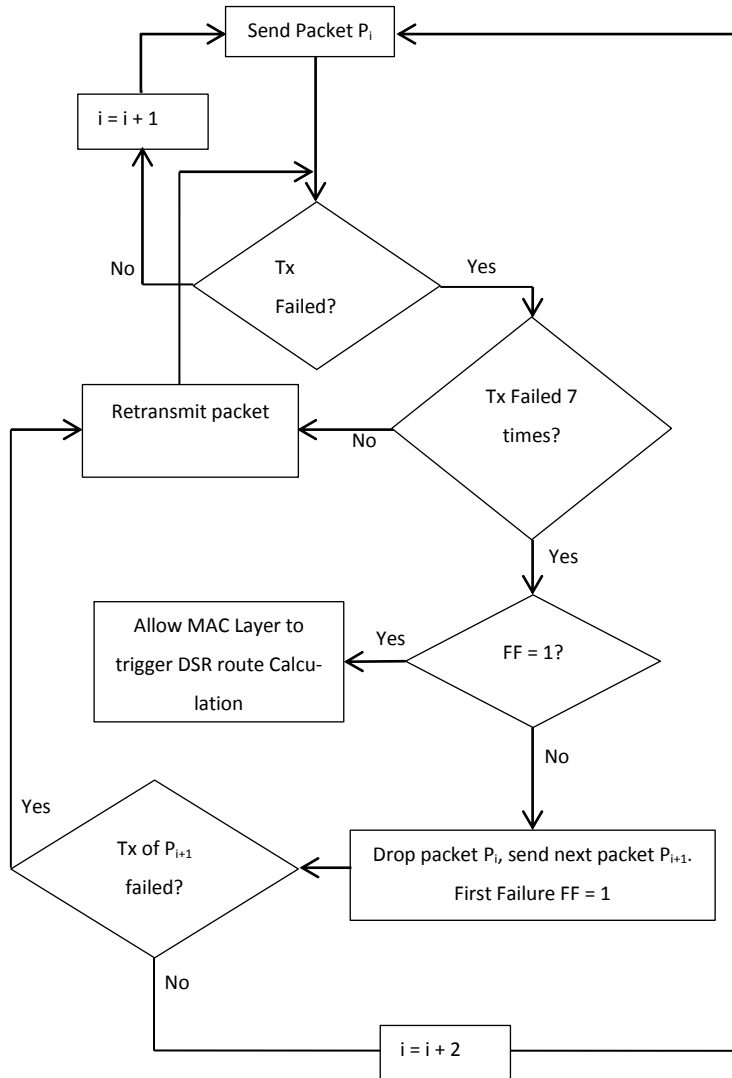 Send Packet Pi
i = i + 1
No
Tx
Failed?
Yes
Retransmit packet
No
Tx Failed 7
times?
Yes
Allow MAC Layer to
trigger DSR route Calcu-
lation
Yes
FF = 1?
No
Yes
Tx of Pi+1
failed?
Drop packet Pi, send next packet Pi+1.
First Failure FF = 1
No
i = i + 2